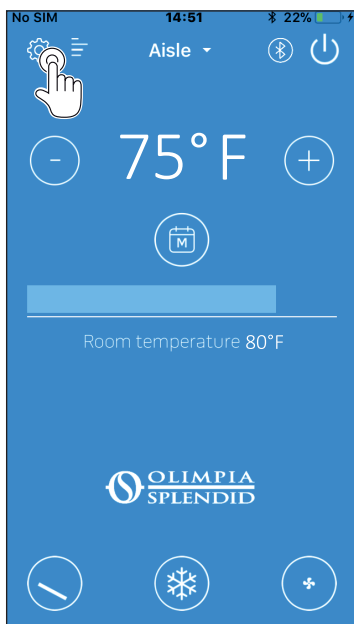 No SIM 14:51 22%
Aisle
- 75°F +
M
Room temperature 80°F
OLIMPIA
SPLENDID